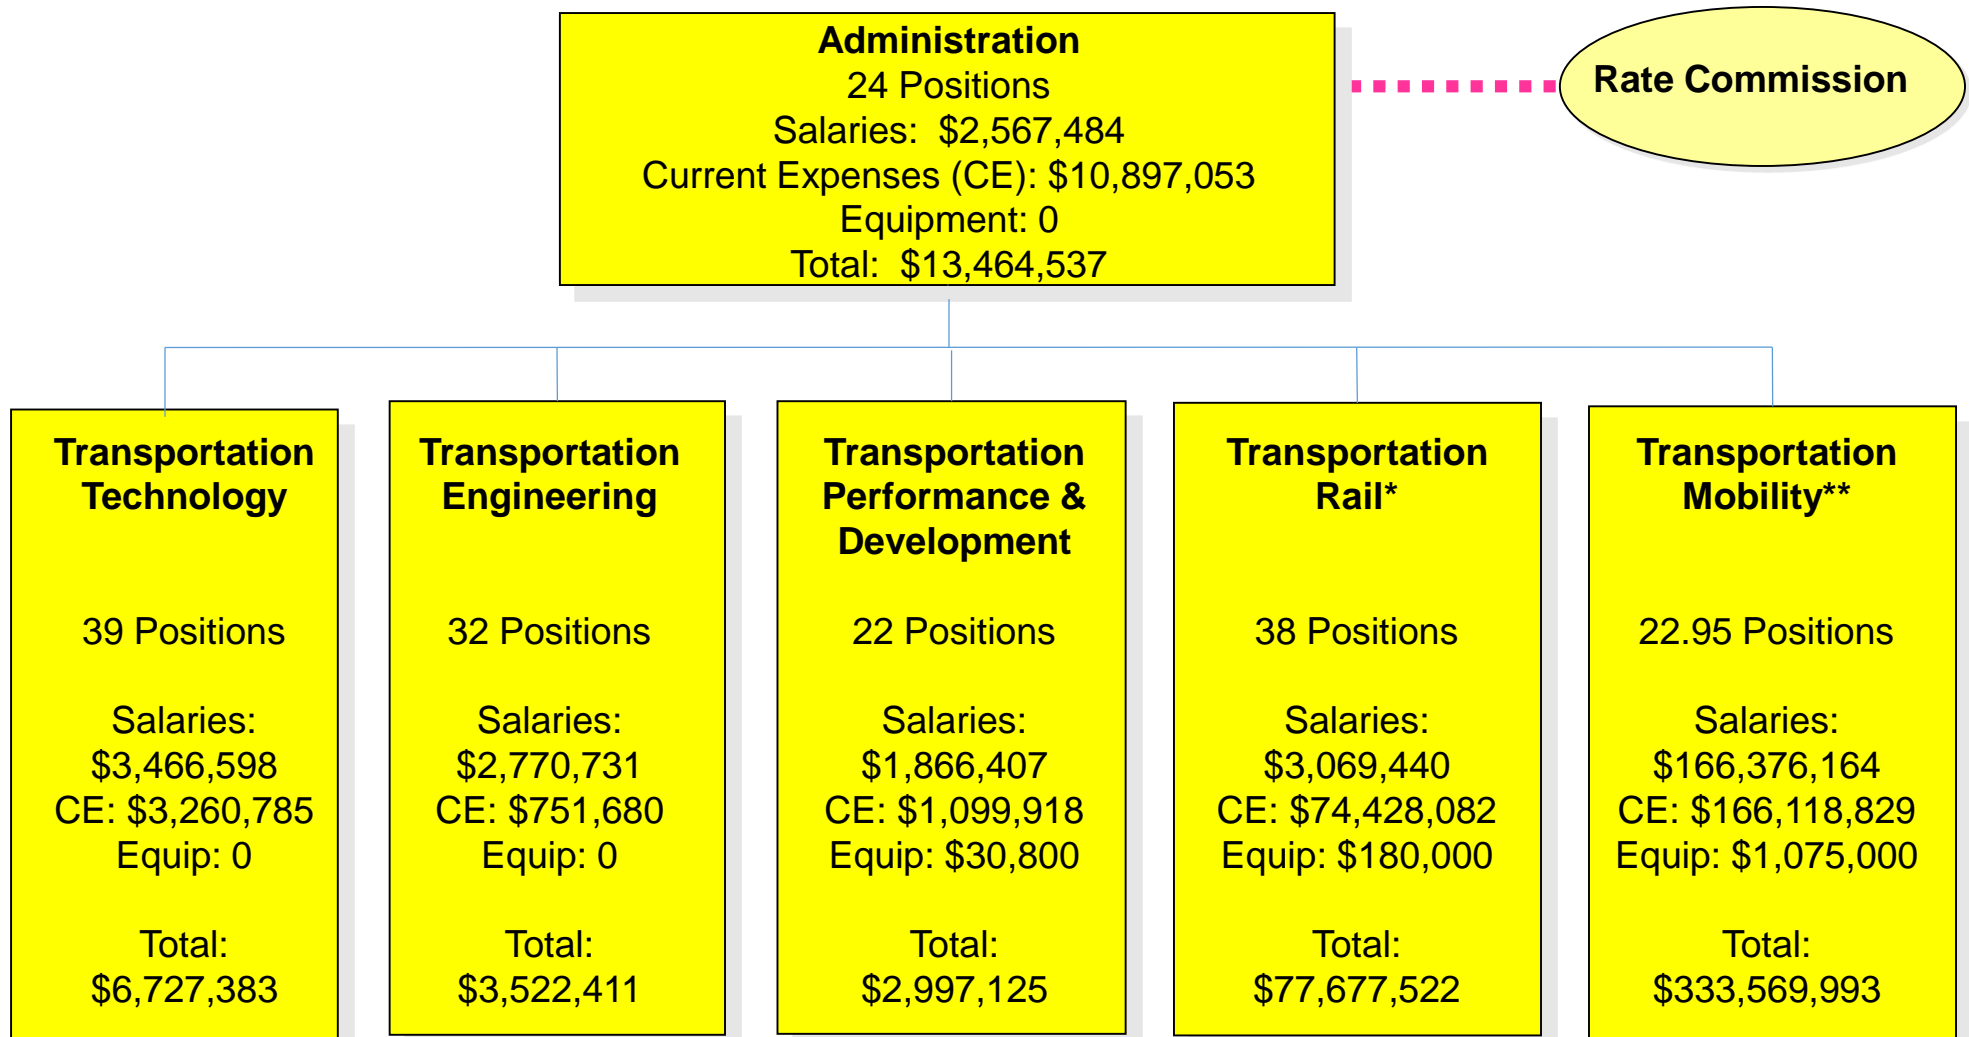 Administration
24 Positions
Salaries:  $2,567,484
Current Expenses (CE): $10,897,053
Equipment: 0
Total:  $13,464,537
Rate Commission
Transportation
Technology
39 Positions
Salaries:
$3,466,598
CE: $3,260,785
Equip: 0
Total:
$6,727,383
Transportation
Engineering
32 Positions
Salaries:
$2,770,731
CE: $751,680
Equip: 0
Total:
$3,522,411
Transportation
Performance &
Development
22 Positions
Salaries:
$1,866,407
CE: $1,099,918
Equip: $30,800
Total:
$2,997,125
Transportation
Rail*
38 Positions
Salaries:
$3,069,440
CE: $74,428,082
Equip: $180,000
Total:
$77,677,522
Transportation
Mobility**
22.95 Positions
Salaries:
$166,376,164
CE: $166,118,829
Equip: $1,075,000
Total:
$333,569,993